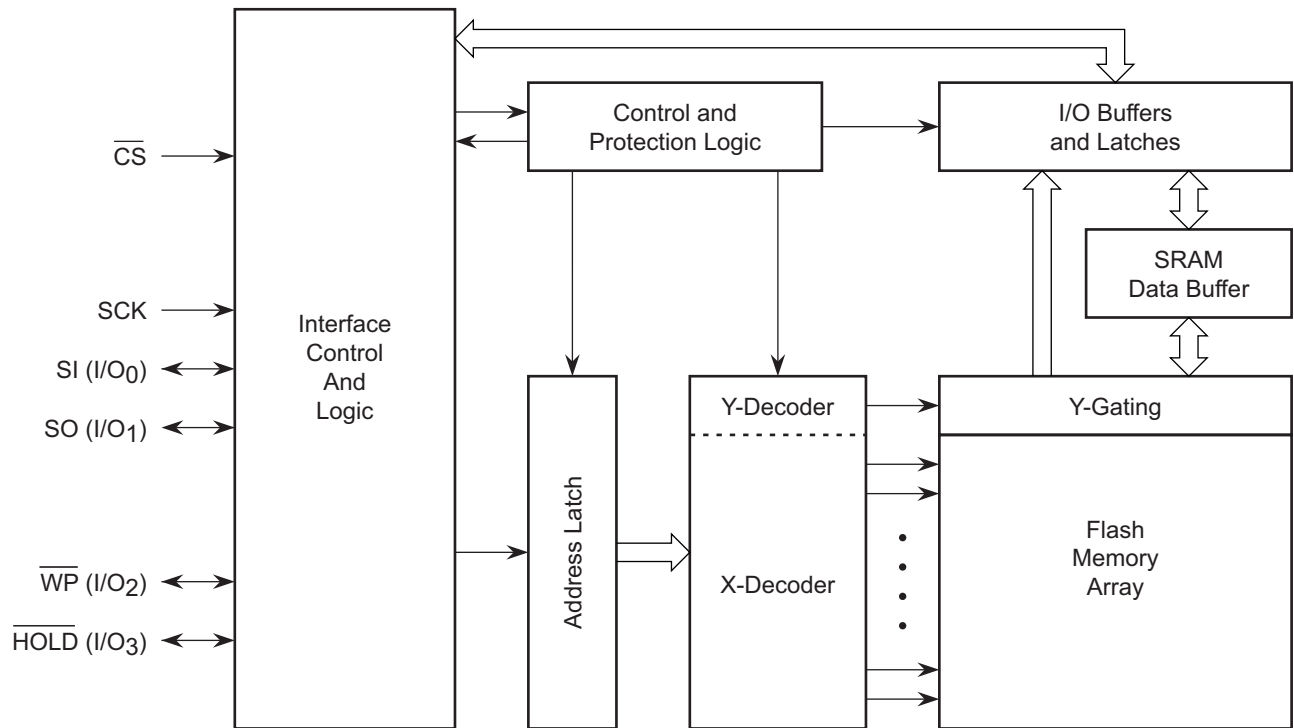 CS
SCK
SI (I/O0)
SO (I/O1)
WP (I/O2)
HOLD (I/O3)
Interface
Control
And
Logic
Control and
Protection Logic
I/O Buffers
and Latches
SRAM
Data Buffer
Address Latch
Y-Decoder
X-Decoder
Y-Gating
Flash
Memory
Array